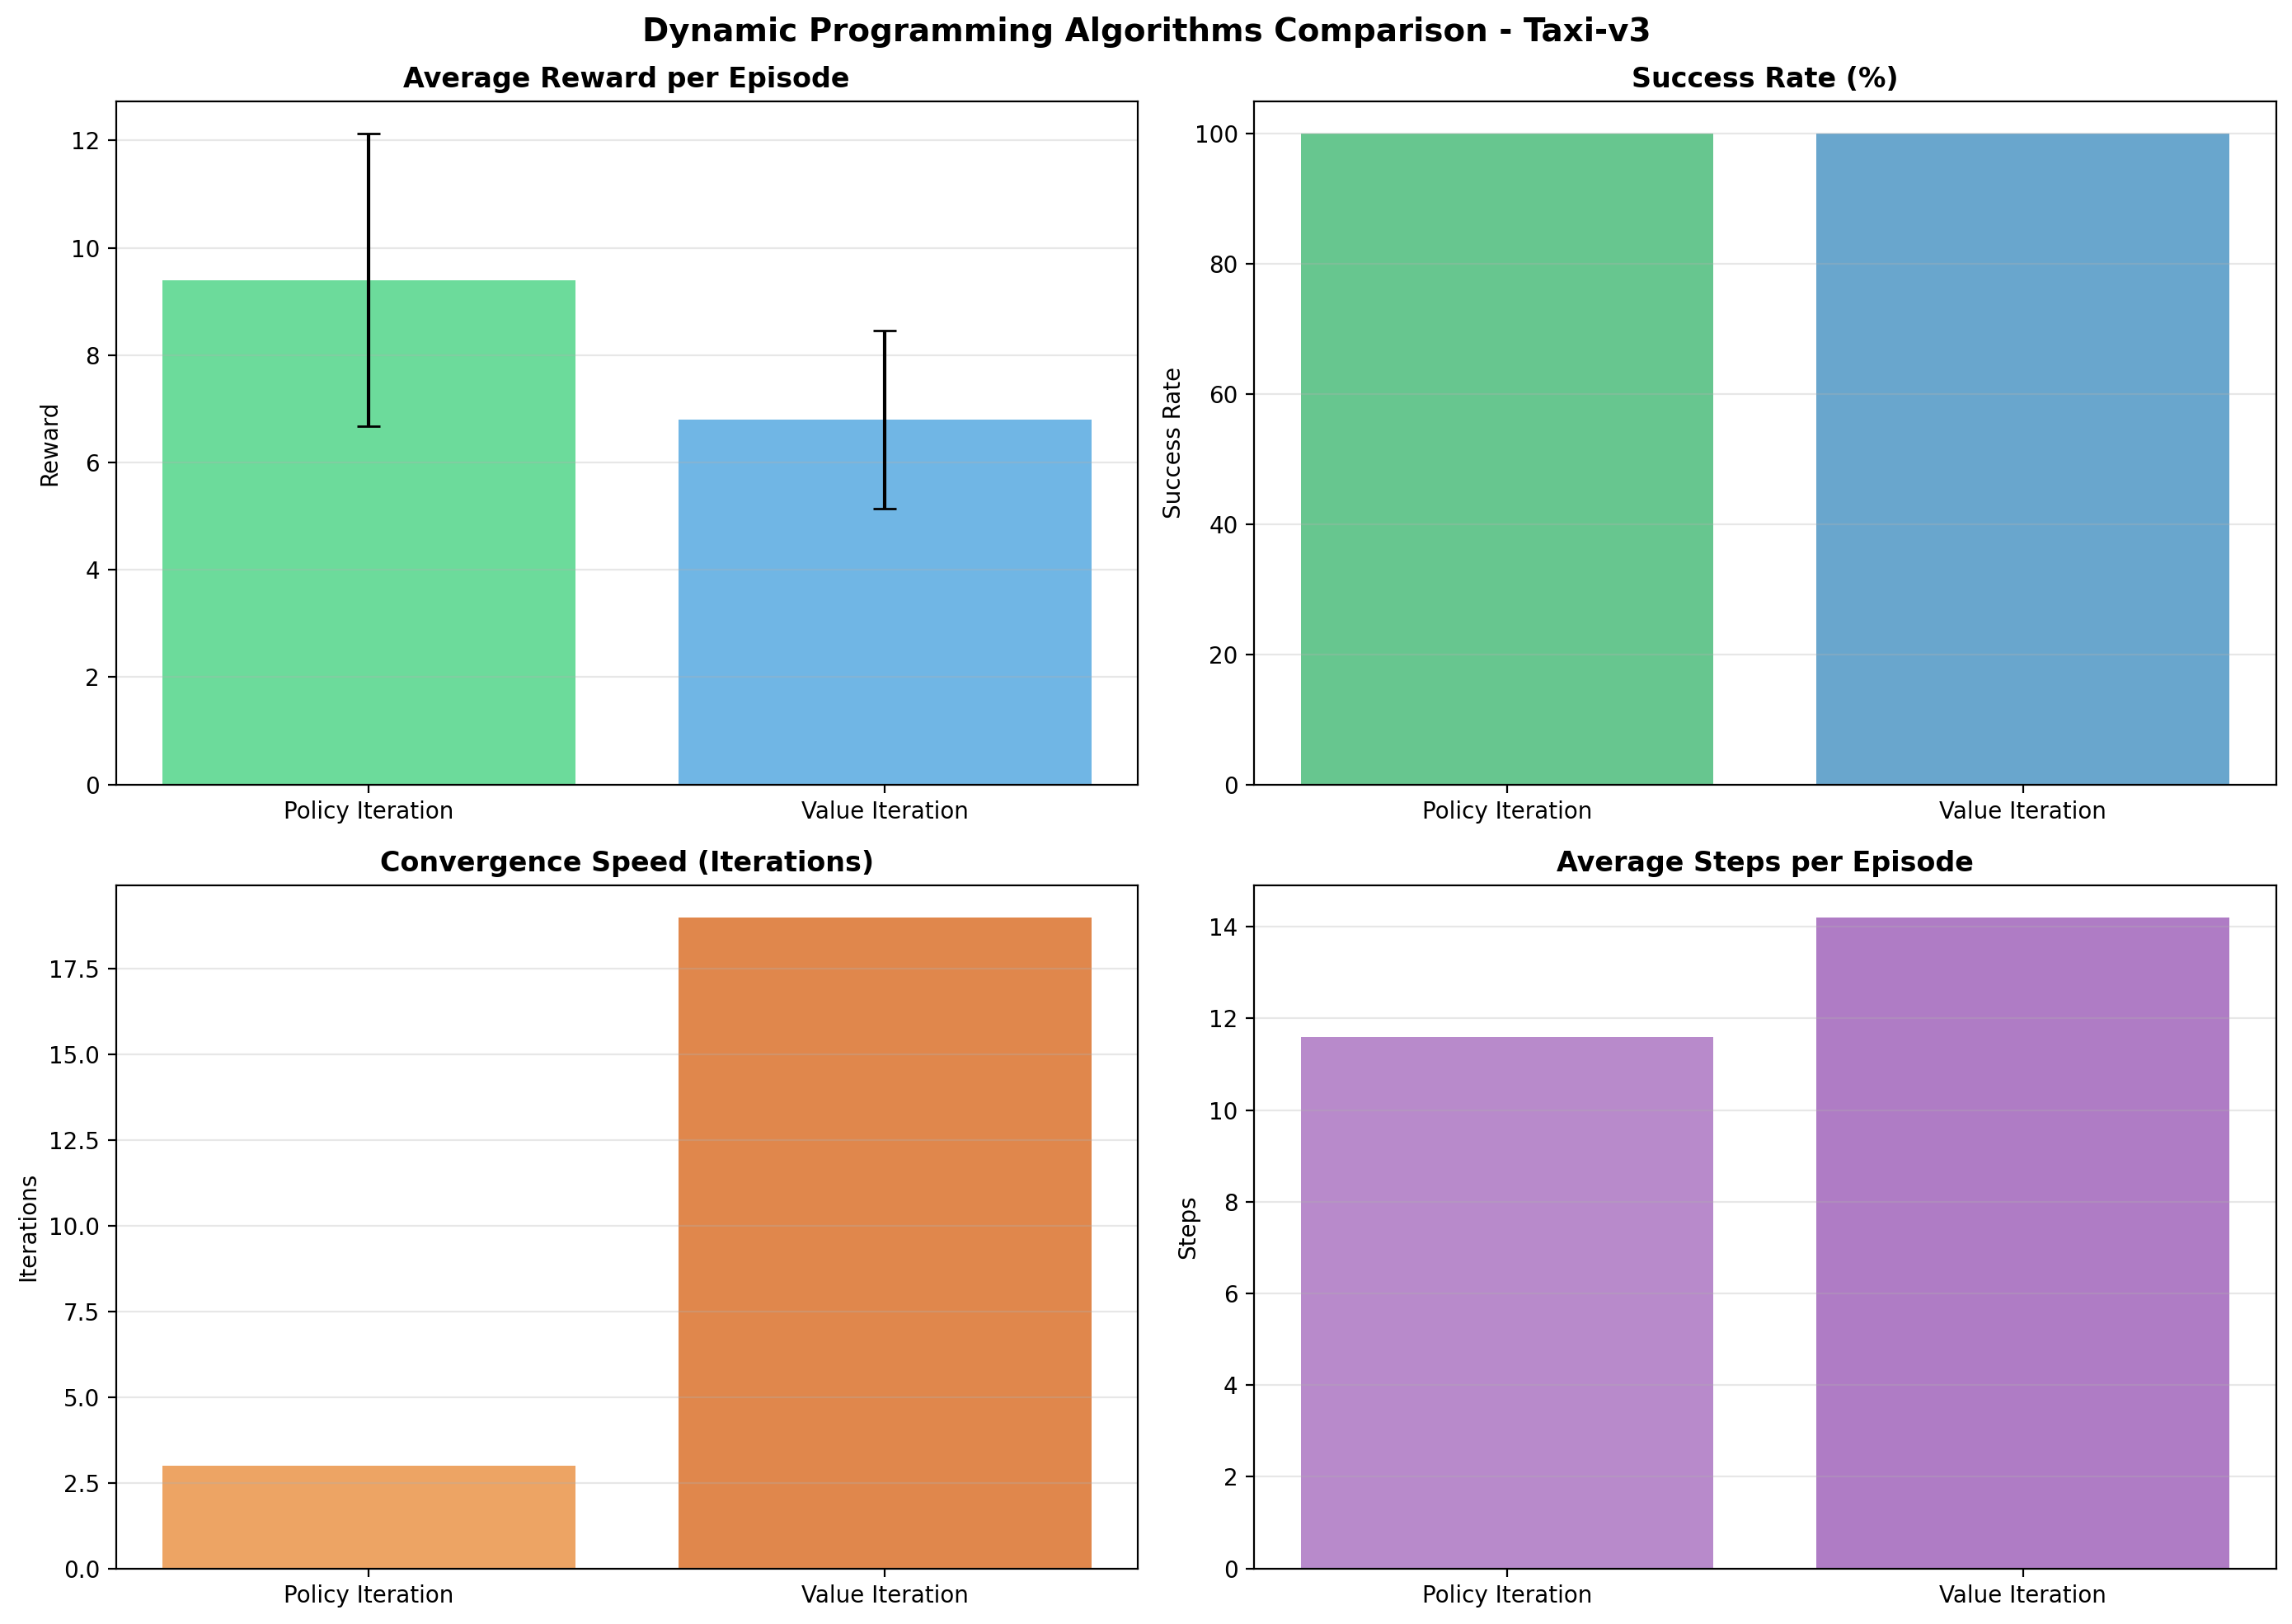 Dynamic Programming Algorithms Comparison - Taxi-v3
Average Reward per Episode
Reward
12
10
8
6
4
2
0
Policy Iteration
Value Iteration
Success Rate (%)
Success Rate
100
80
60
40
20
0
Policy Iteration
Value Iteration
Convergence Speed (Iterations)
Iterations
17.5
15.0
12.5
10.0
7.5
5.0
2.5
0.0
Policy Iteration
Value Iteration
Average Steps per Episode
Steps
14
12
10
8
6
4
2
0
Policy Iteration
Value Iteration